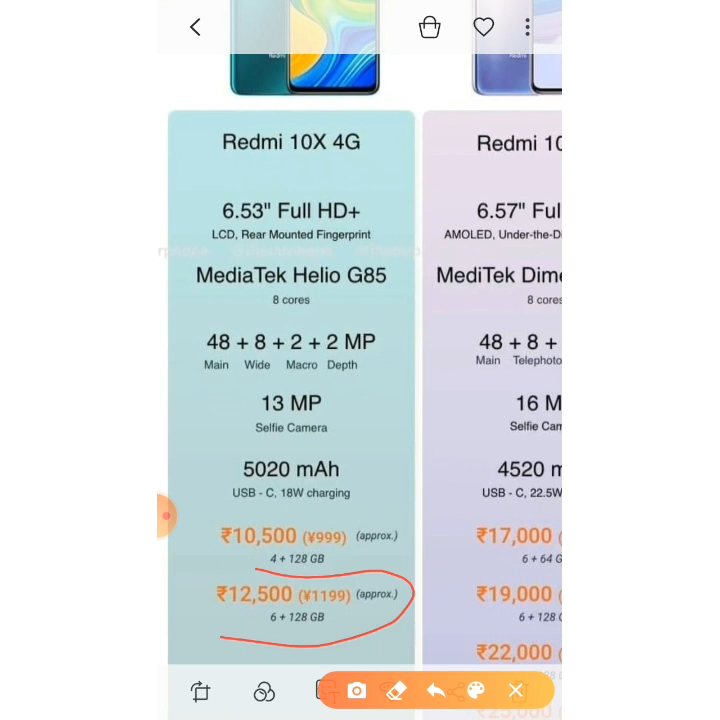 Redmi 10X 4G
6.53" Full HD+
LCD, Rear Mounted Fingerprint
MediaTek Helio G85
8 cores
48 + 8 + 2 + 2 MP
Main Wide Macro Depth
13 MP
Selfie Camera
5020 mAh
USB - C, 18W charging
₹10,500 (¥999) (approx.)
4 + 128 GB
₹12,500 (¥1199) (approx.)
6 + 128 GB
Redmi 10
6.57" Ful
AMOLED, Under-the-Di
MediTek Dime
8 cores
48 + 8 +
Main Telephoto
16 M
Selfie Cam
4520 m
USB - C, 22.5W
₹17,000 (
6 + 64 G
₹19,000 (
6 + 128 G
₹22,000 (
₹25,000 (